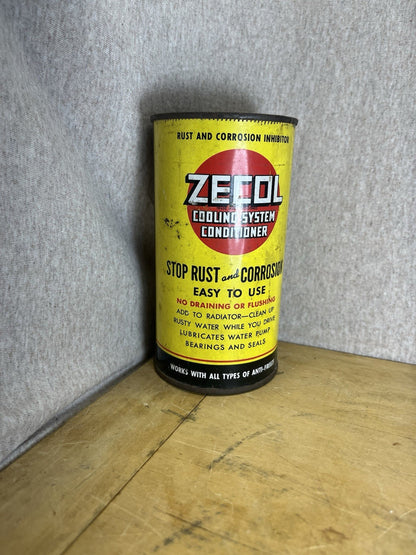 RUST AND CORROSION INHIBITOR
ZECOL
COOLING SYSTEM
CONDITIONER
STOP RUST and CORROSION
EASY TO USE
NO DRAINING OR FLUSHING
ADD TO RADIATOR—CLEAN UP
RUSTY WATER WHILE YOU DRIVE
LUBRICATES WATER PUMP
BEARINGS AND SEALS
WORKS WITH ALL TYPES OF ANTI-FREEZE